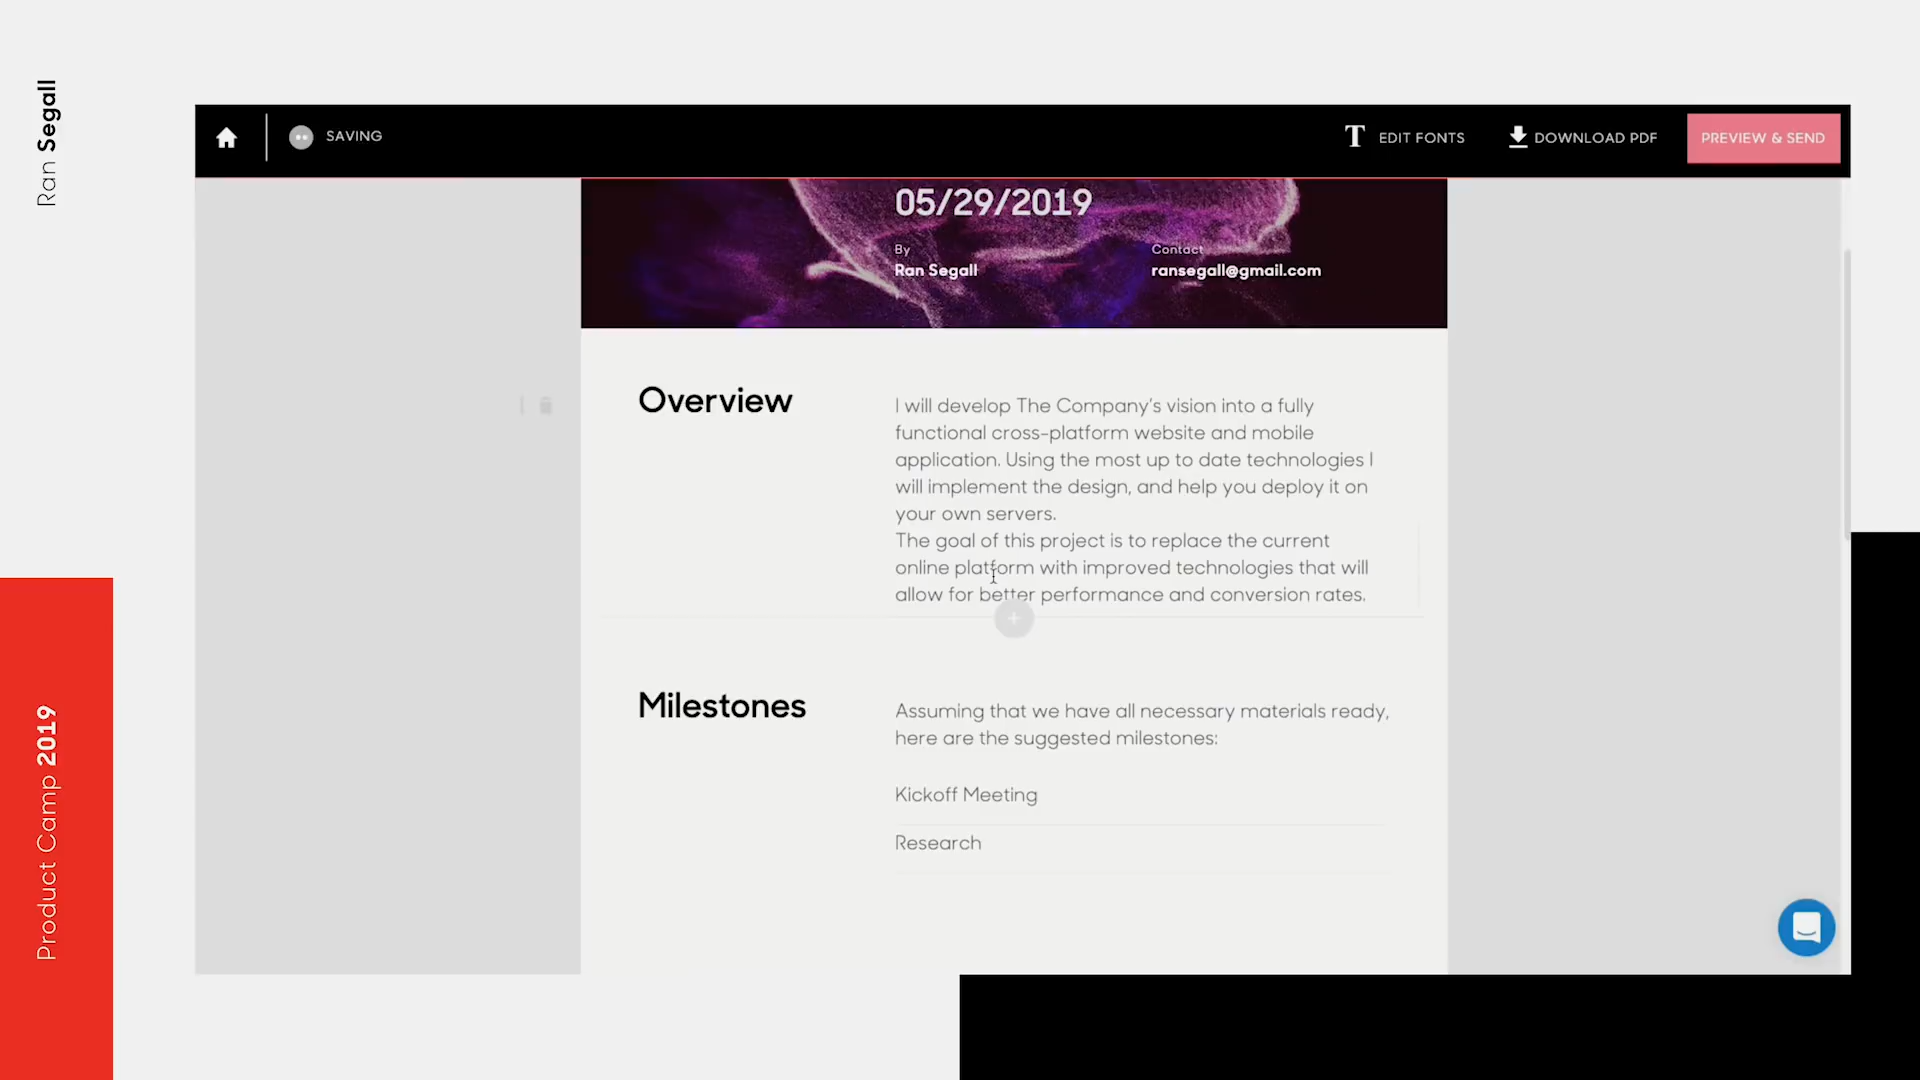 Ran Segall
SAVING
EDIT FONTS
DOWNLOAD PDF
PREVIEW & SEND
05/29/2019
By
Ran Segall
Contact
ransegall@gmail.com
Overview
I will develop The Company's vision into a fully
functional cross-platform website and mobile
application. Using the most up to date technologies I
will implement the design, and help you deploy it on
your own servers.
The goal of this project is to replace the current
online platform with improved technologies that will
allow for better performance and conversion rates.
Milestones
Assuming that we have all necessary materials ready,
here are the suggested milestones:
Kickoff Meeting
Research
Product Camp 2019